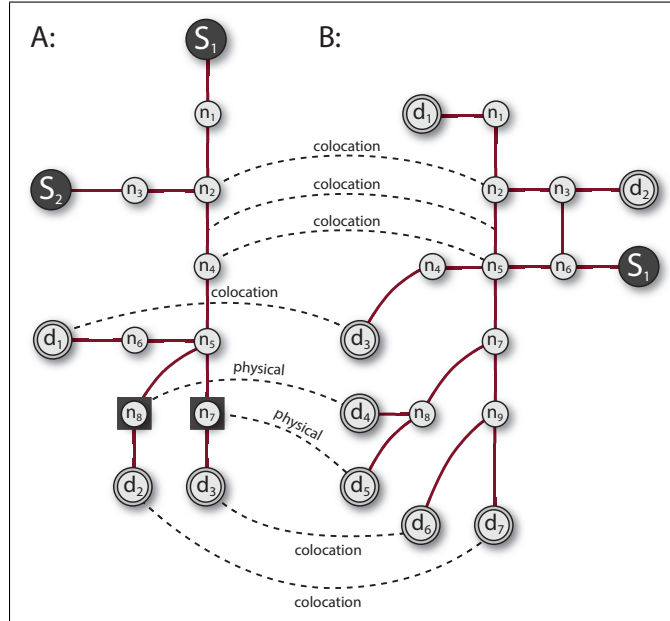 A: B:
S1
n1
d1 n1
colocation
S2 n3 n2
n2 n3 d2
colocation
colocation
n4
n4 n5 n6 S1
colocation
d1 n6 n5
d3 n7
physical
n8 n7
physical
d4 n8 n9
d2 d3
d5
d6 d7
colocation
colocation